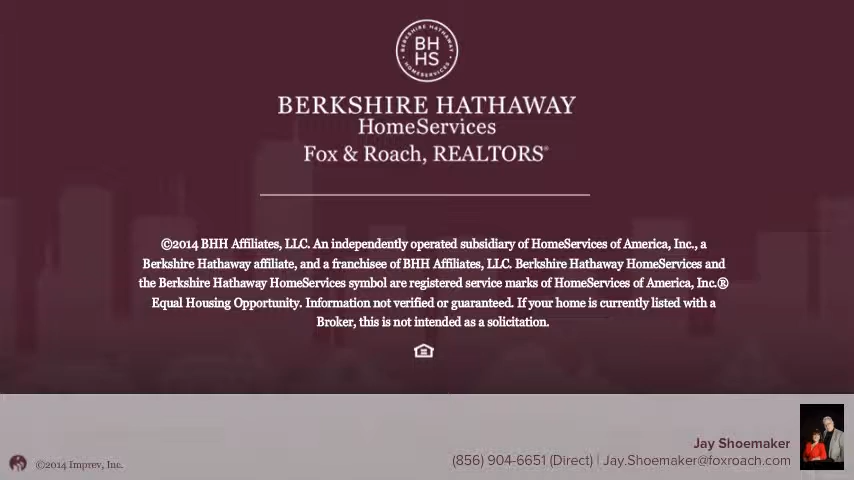 BERKSHIRE HATHAWAY
BH
HS
HOMESERVICES
BERKSHIRE HATHAWAY
HomeServices
Fox & Roach, REALTORS®
©2014 BHH Affiliates, LLC. An independently operated subsidiary of HomeServices of America, Inc., a
Berkshire Hathaway affiliate, and a franchisee of BHH Affiliates, LLC. Berkshire Hathaway HomeServices and
the Berkshire Hathaway HomeServices symbol are registered service marks of HomeServices of America, Inc.®
Equal Housing Opportunity. Information not verified or guaranteed. If your home is currently listed with a
Broker, this is not intended as a solicitation.
Jay Shoemaker
(856) 904-6651 (Direct) | Jay.Shoemaker@foxroach.com
©2014 Imprev, Inc.